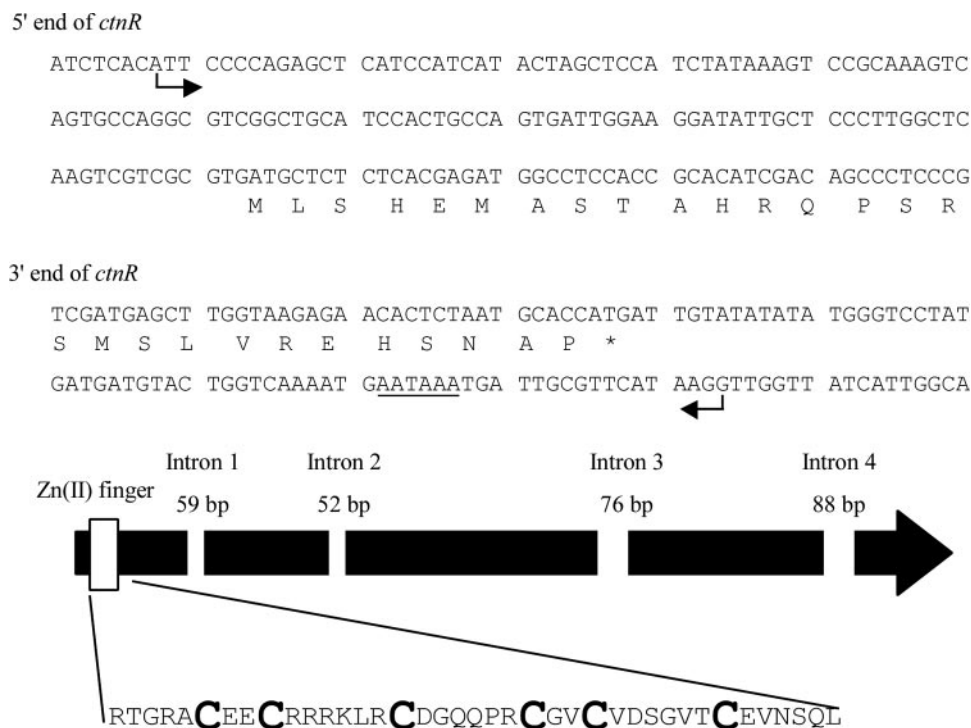 5' end of ctnR
ATCTCACATT CCCCAGAGCT CATCCATCAT ACTAGCTCCA TCTATAAAGT CCGCAAAGTC
AGTGCCAGGC GTCGGCTGCA TCCACTGCCA GTGATTGGAA GGATATTGCT CCCTTGGCTC
AAGTCGTCGC GTGATGCTCT CTCACGAGAT GGCCTCCACC GCACATCGAC AGCCCTCCCG
M L S H E M A S T A H R Q P S R
3' end of ctnR
TCGATGAGCT TGGTAAGAGA ACACTCTAAT GCACCATGAT TGTATATATA TGGGTCCTAT
S M S L V R E H S N A P *
GATGATGTAC TGGTCAAAAT GAATAAATGA TTGCGTTCAT AAGGTTGGTT ATCATTGGCA
Intron 1 Intron 2 Intron 3 Intron 4
Zn(II) finger
59 bp 52 bp 76 bp 88 bp
RTGRACEECRRRKLRCDGQQPRCGVCVDSGVTCEVNSQL